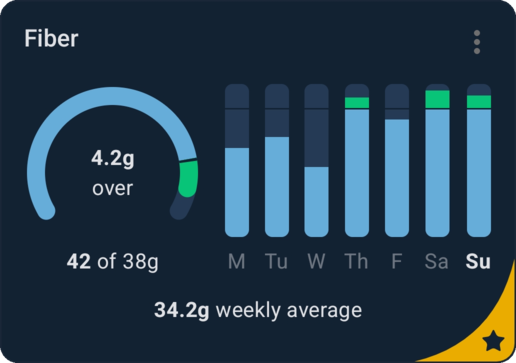 Fiber
4.2g
over
42 of 38g
M Tu W Th F Sa Su
34.2g weekly average